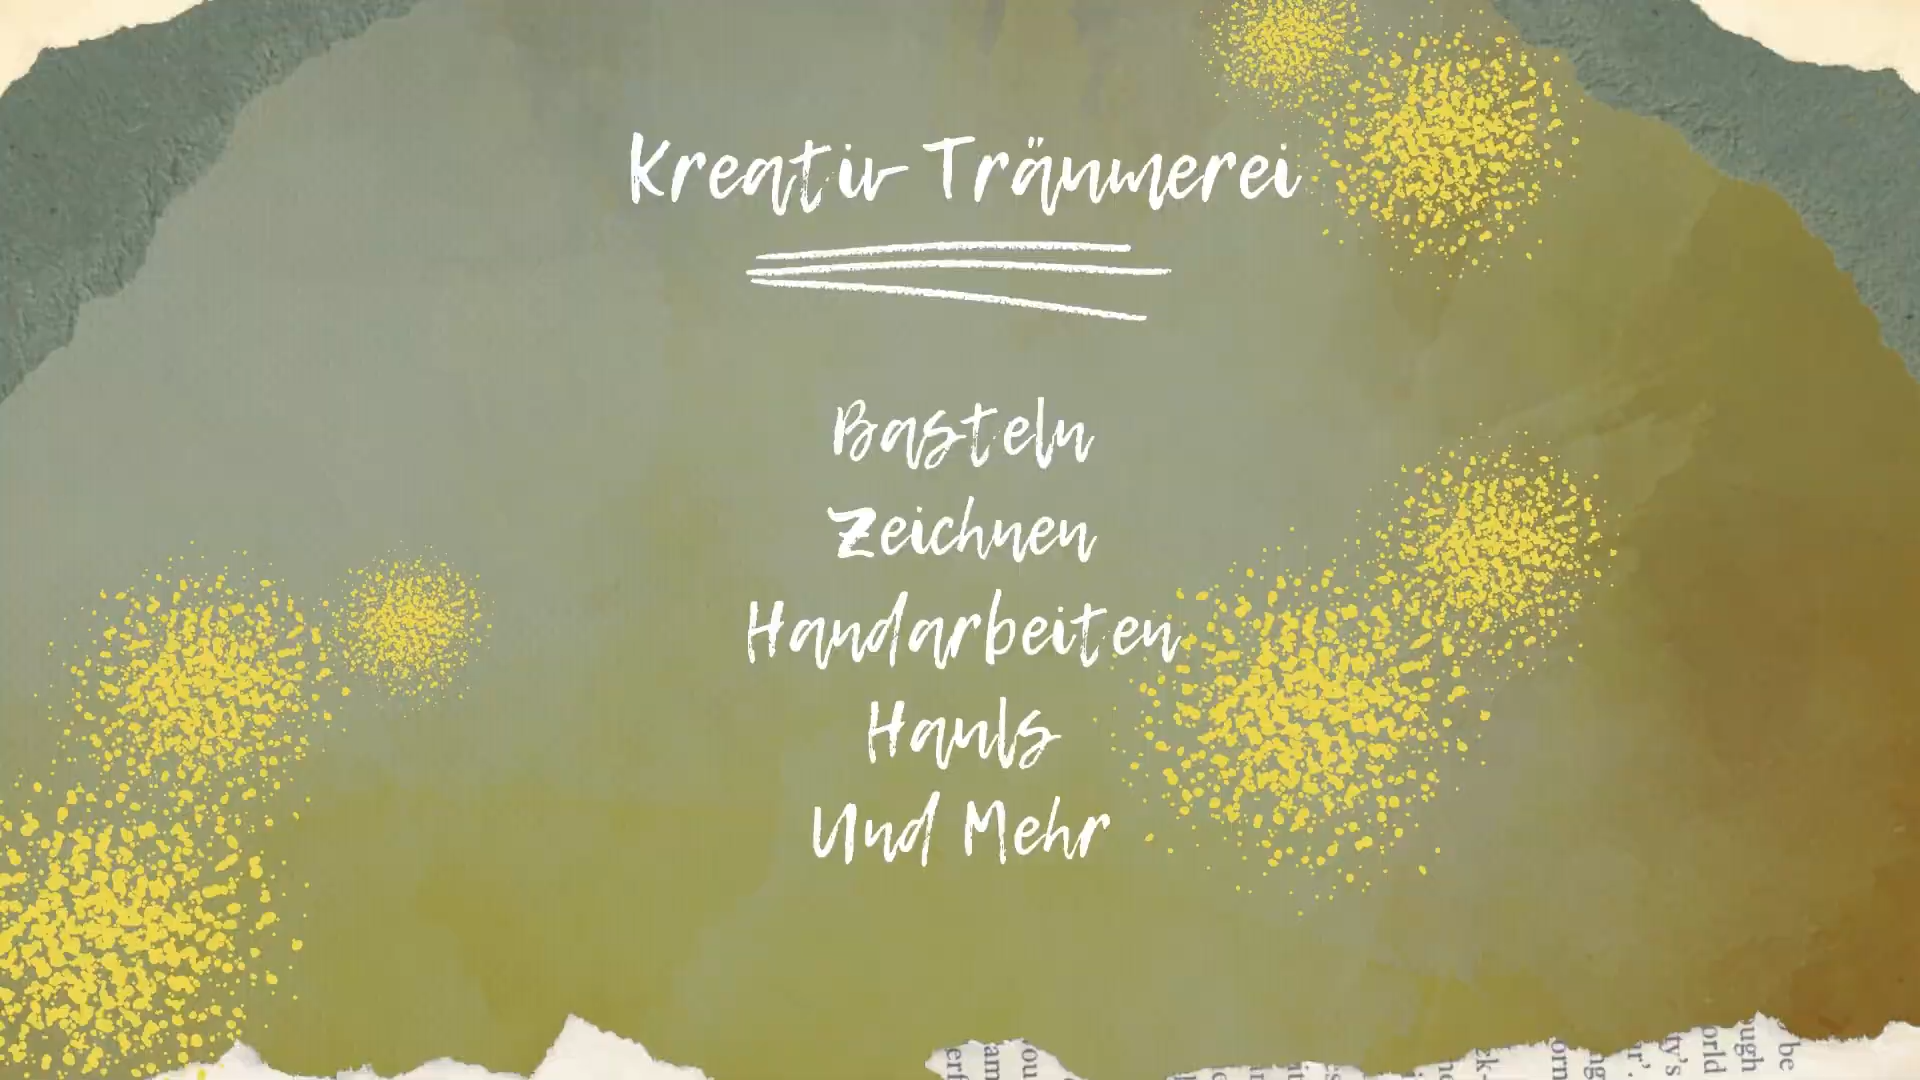 Kreativ Träumerei
Basteln
Zeichnen
Handarbeiten
Hauls
Und Mehr